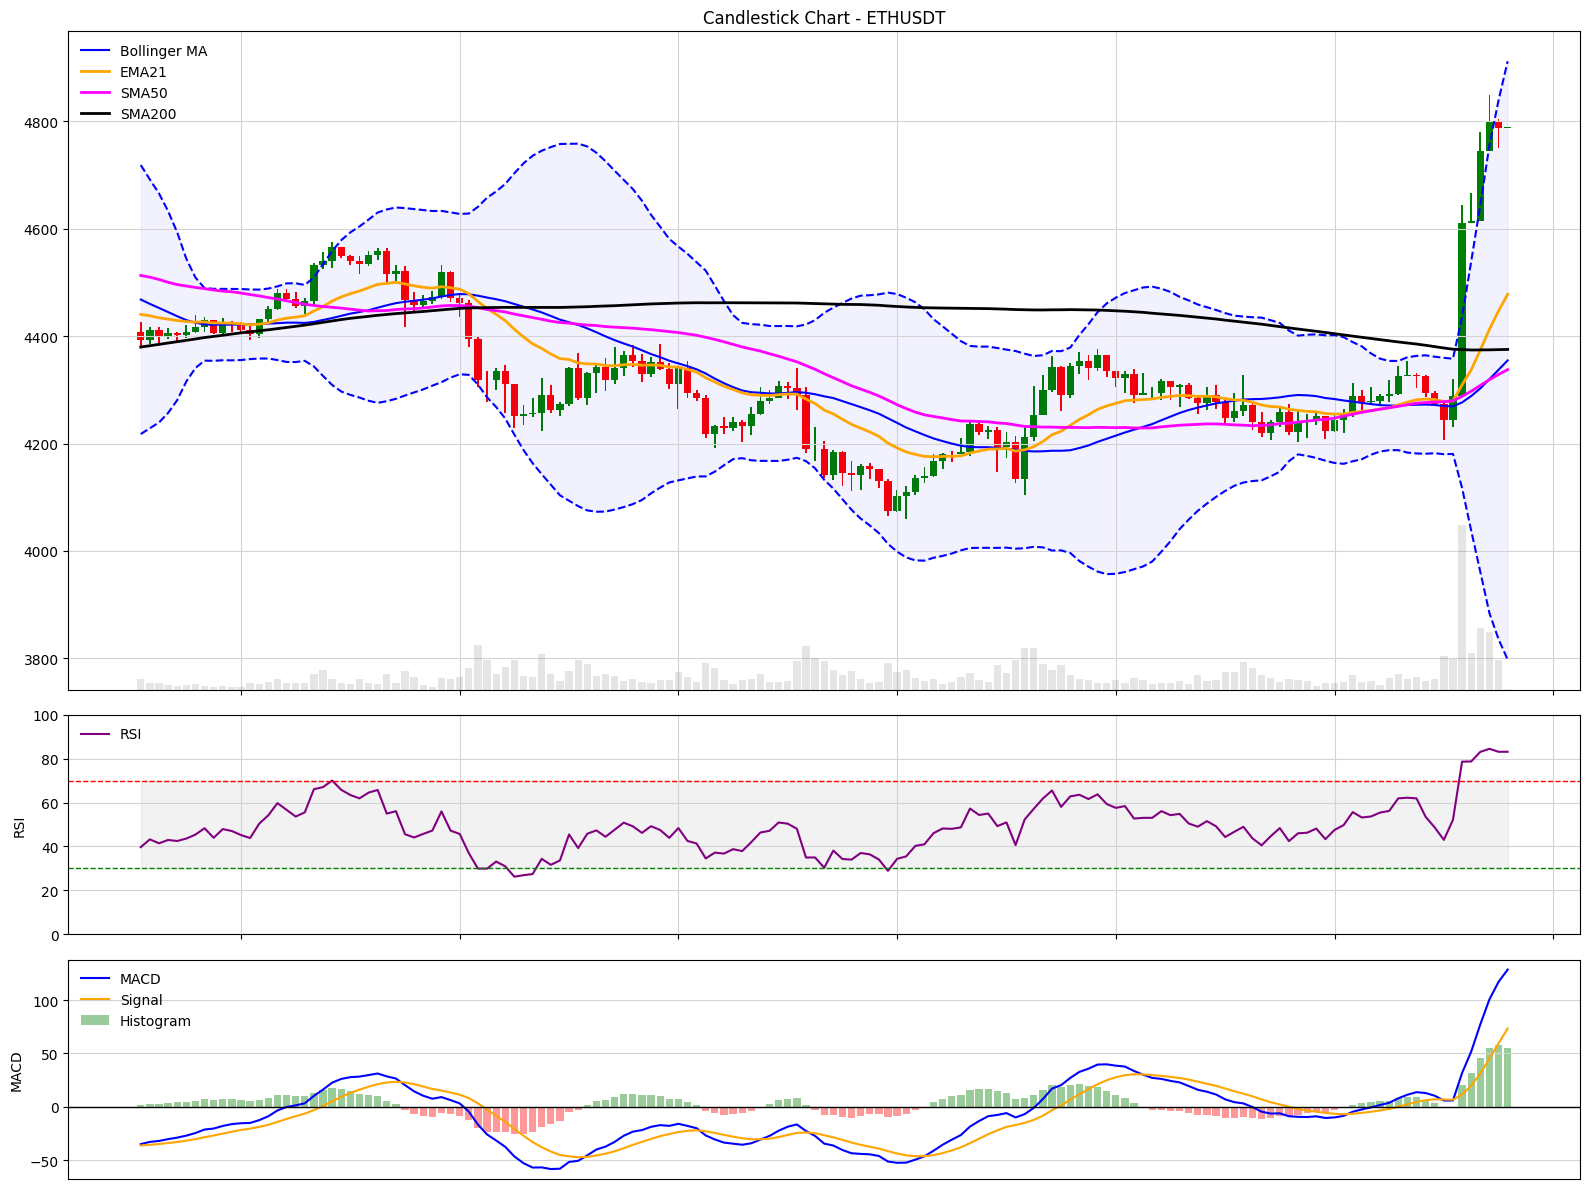 Candlestick Chart - ETHUSDT
Bollinger MA
EMA21
SMA50
SMA200
4800
4600
4400
4200
4000
3800
100
80
60
40
20
0
RSI
RSI
100
50
0
−50
MACD
MACD
Signal
Histogram